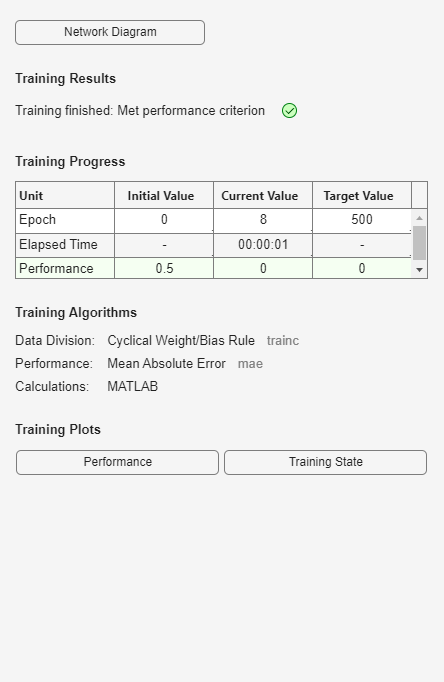 Network Diagram
Training Results
Training finished: Met performance criterion
Training Progress
Unit Initial Value Current Value Target Value
Epoch 0 8 500
Elapsed Time - 00:00:01 -
Performance 0.5 0 0
Training Algorithms
Data Division: Cyclical Weight/Bias Rule trainc
Performance: Mean Absolute Error mae
Calculations: MATLAB
Training Plots
Performance Training State